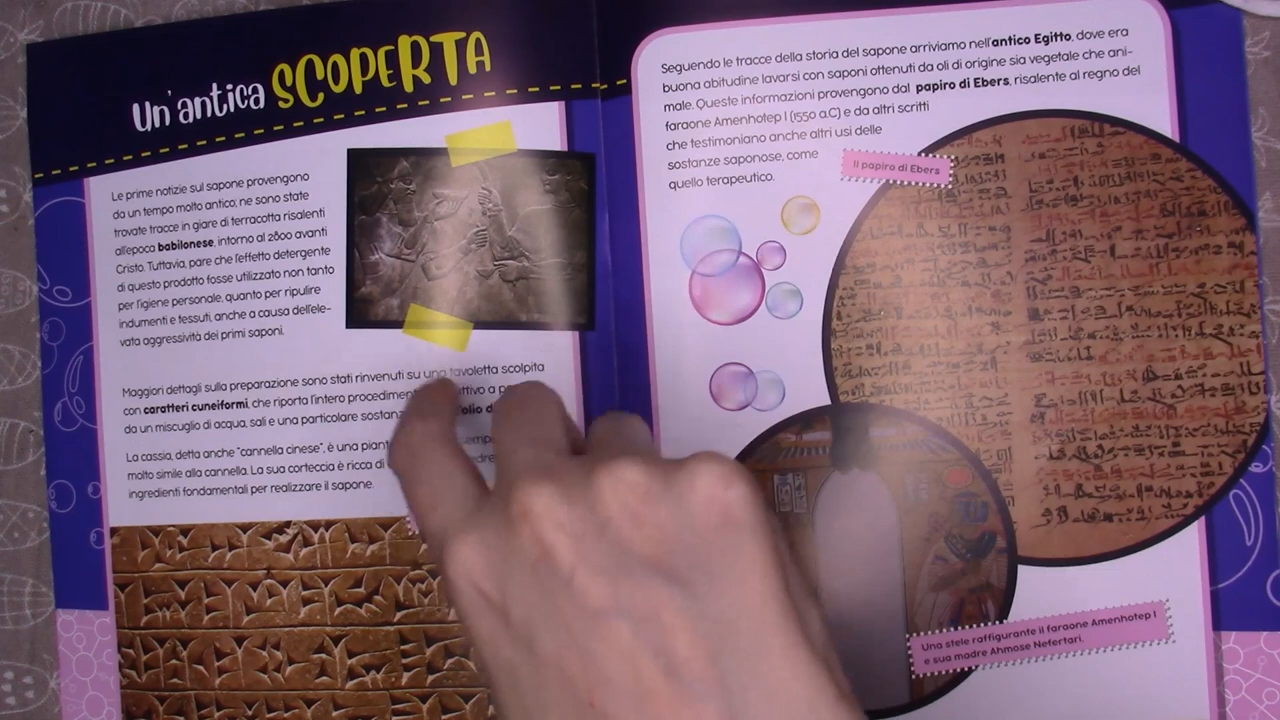 Un'antica SCOPERTA
Le prime notizie sul sapone provengono
da un tempo molto antico; ne sono state
trovate tracce in giare di terracotta risalenti
all'epoca babilonese, intorno al 2800 avanti
Cristo. Tuttavia, pare che l'effetto detergente
di questo prodotto fosse utilizzato non tanto
per l'igiene personale, quanto per ripulire
indumenti e tessuti, anche a causa dell'ele-
vata aggressività dei primi saponi.
Maggiori dettagli sulla preparazione sono stati rinvenuti su una tavoletta scolpita
con caratteri cuneiformi, che riporta l'intero
da un miscuglio di acqua, sali e una particolare
La cassia, detta anche "cannella cinese", è una
molto simile alla cannella. La sua corteccia è ricca di
ingredienti fondamentali per realizzare il sapone.
Seguendo le tracce della storia del sapone arriviamo nell'antico Egitto, dove era
buona abitudine lavarsi con saponi ottenuti da oli di origine sia vegetale che ani-
male. Queste informazioni provengono dal papiro di Ebers, risalente al regno del
faraone Amenhotep I (1550 a.C) e da altri scritti
che testimoniano anche altri usi delle
sostanze saponose, come
quello terapeutico.
Il papiro di Ebers
Una stele raffigurante il faraone Amenhotep I
e sua madre Ahmose Nefertari.